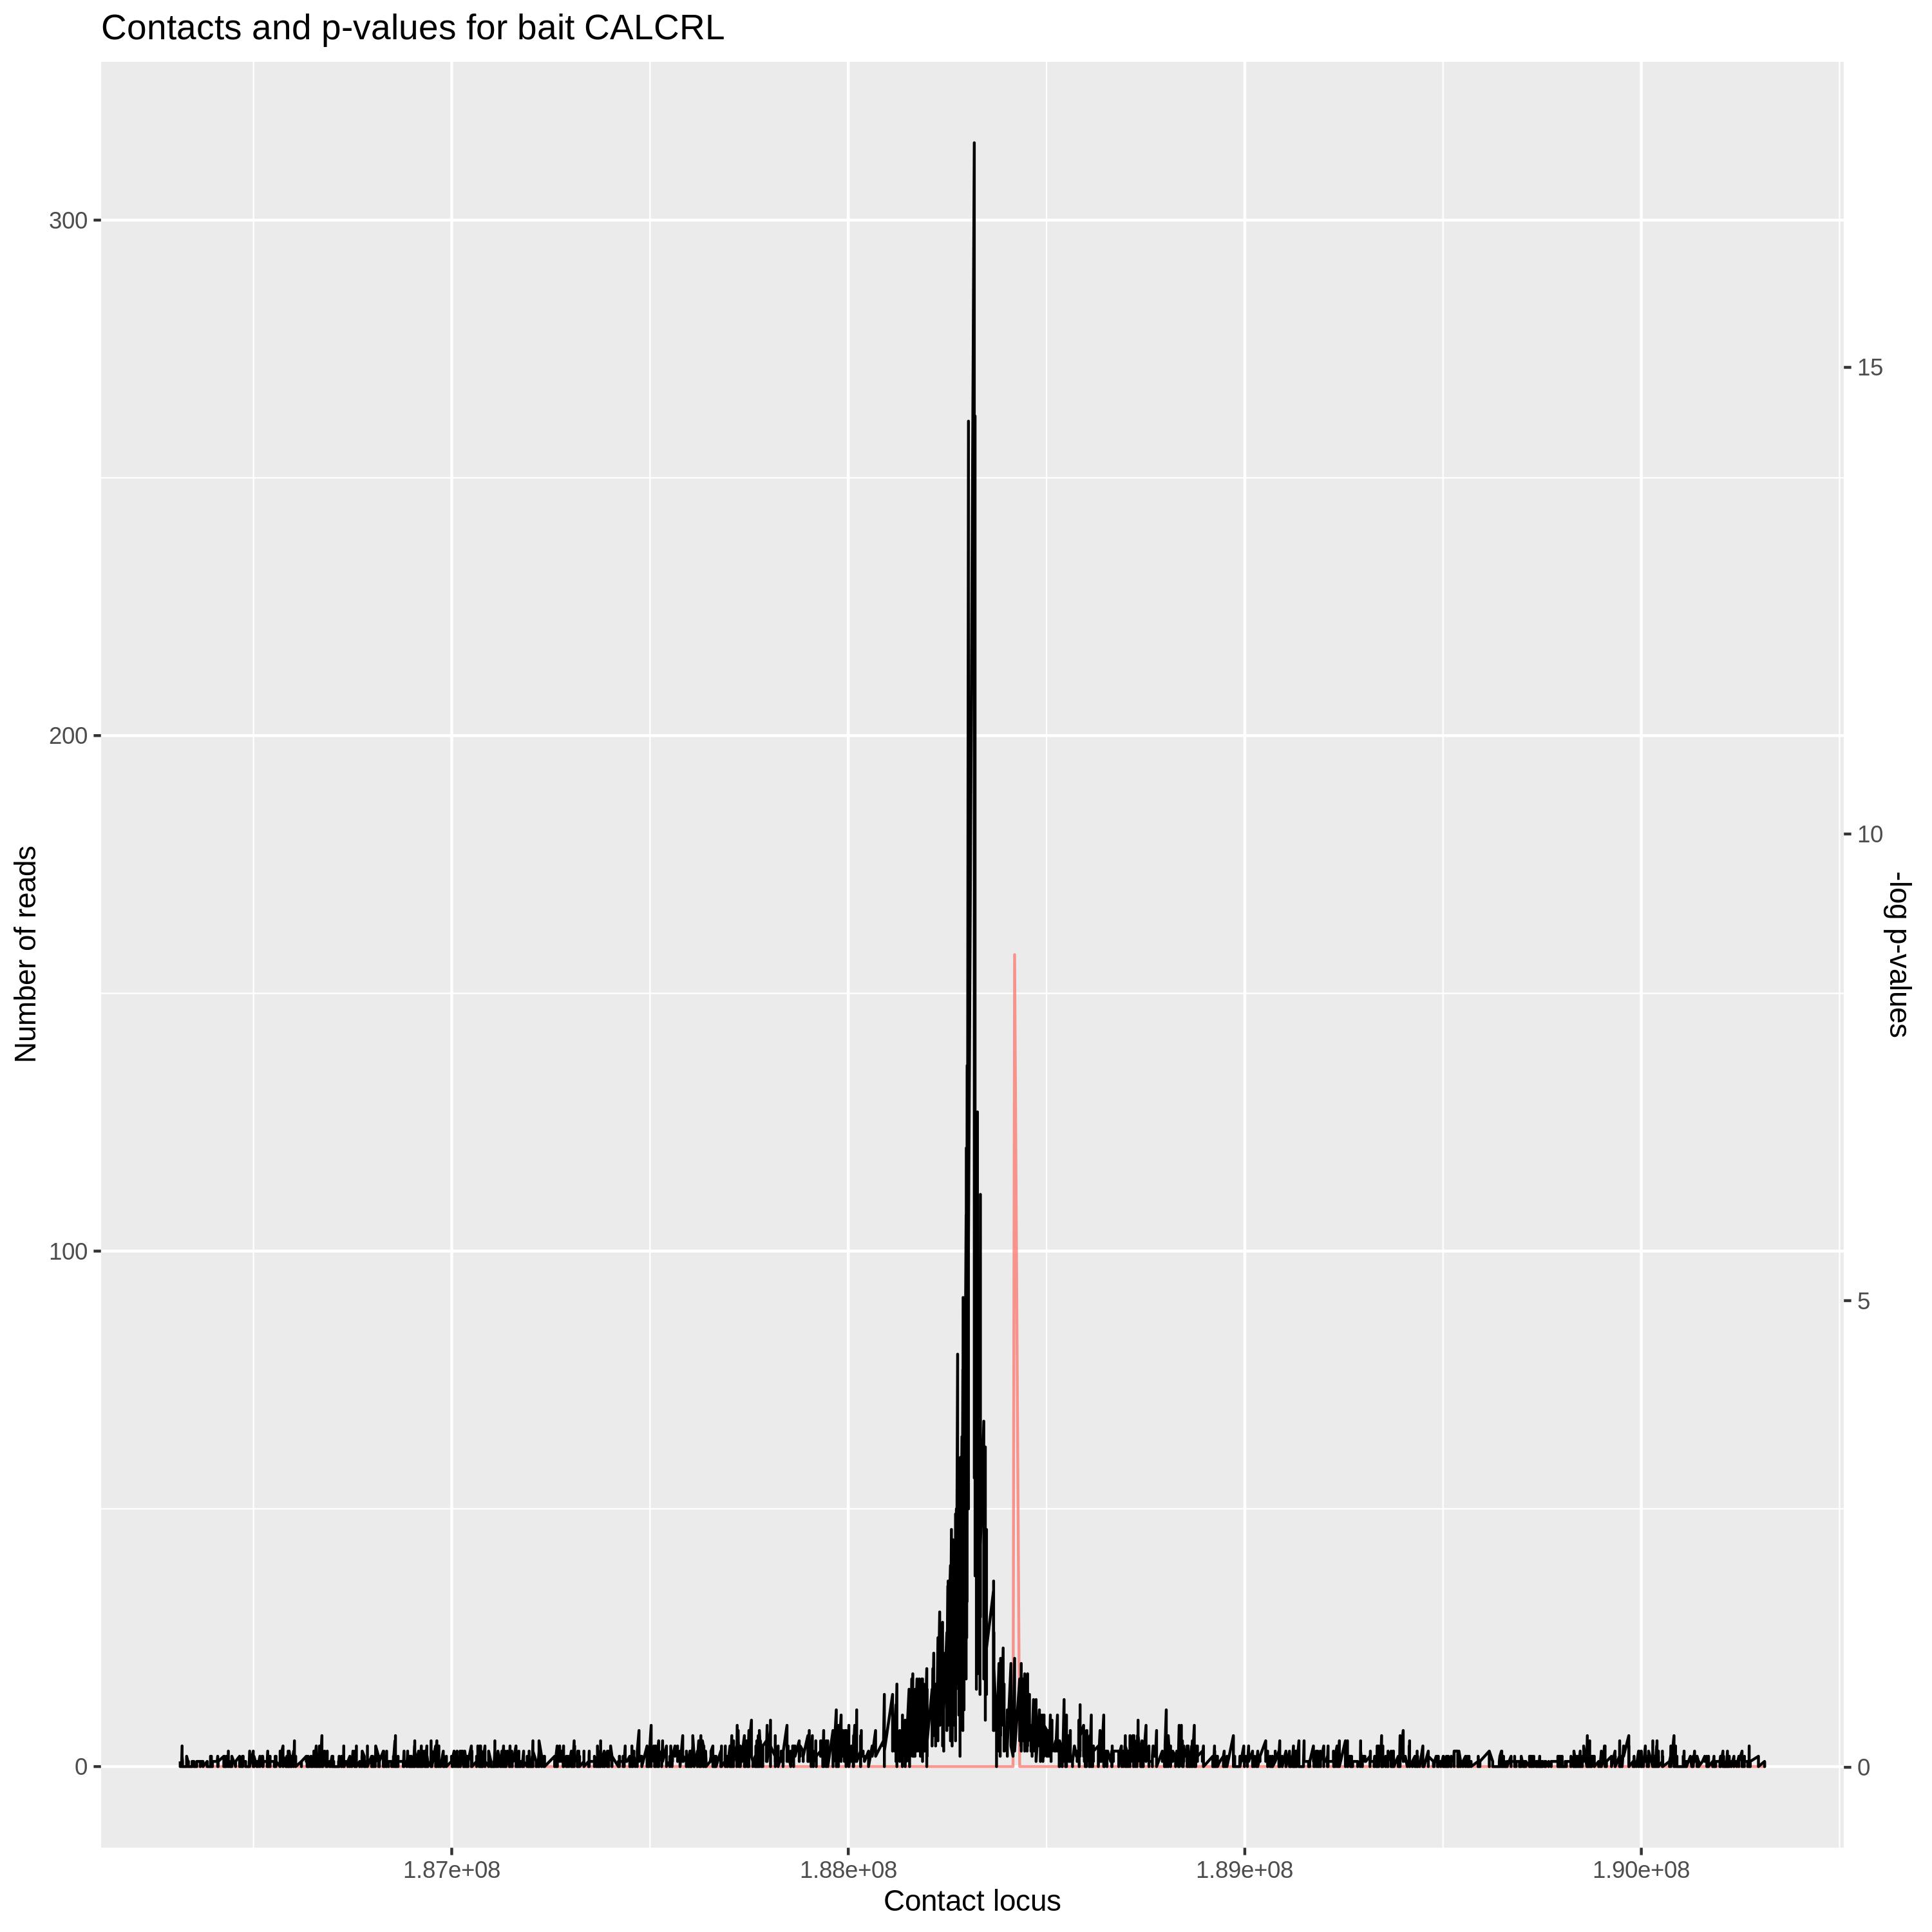 Contacts and p-values for bait CALCRL
300
200
100
0
Number of reads
15
10
5
0
-log p-values
1.87e+08
1.88e+08
1.89e+08
1.90e+08
Contact locus